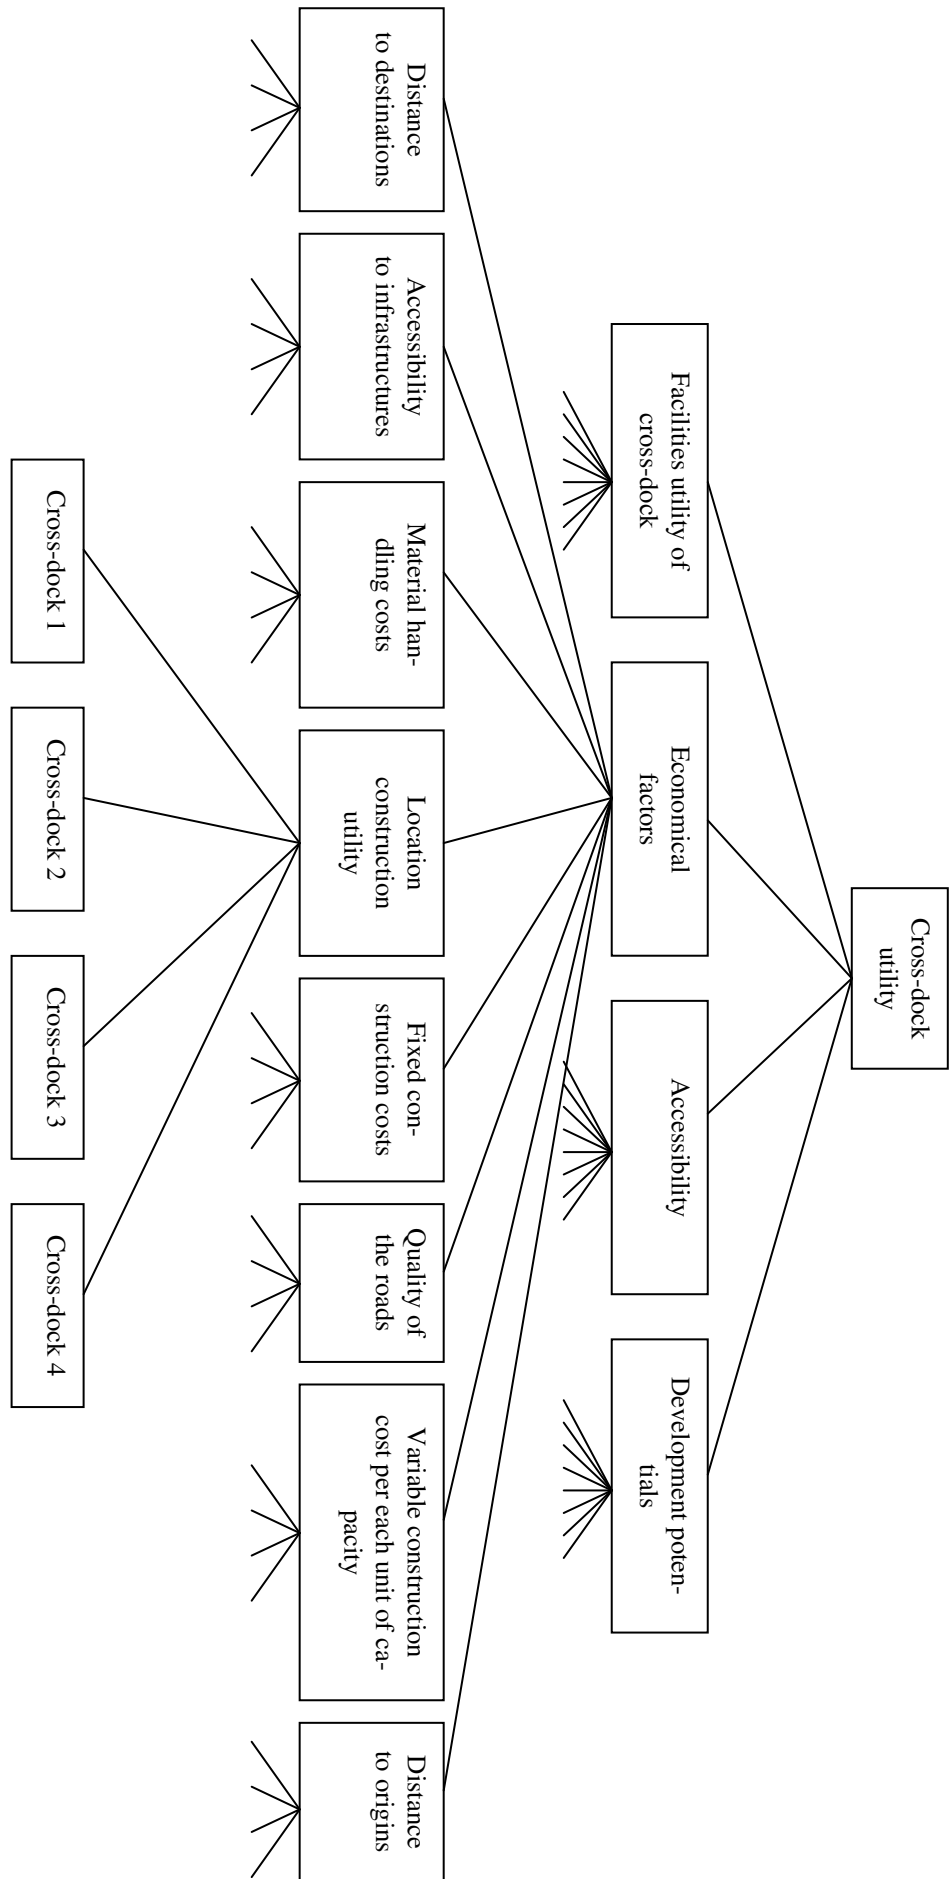 Cross-dock
utility
Facilities utility of
cross-dock
Economical
factors
Accessibility
Development poten-
tials
Distance
to destinations
Accessibility
to infrastructures
Material han-
dling costs
Location
construction
utility
Fixed con-
struction costs
Quality of
the roads
Variable construction
cost per each unit of ca-
pacity
Distance
to origins
Cross-dock 1
Cross-dock 2
Cross-dock 3
Cross-dock 4